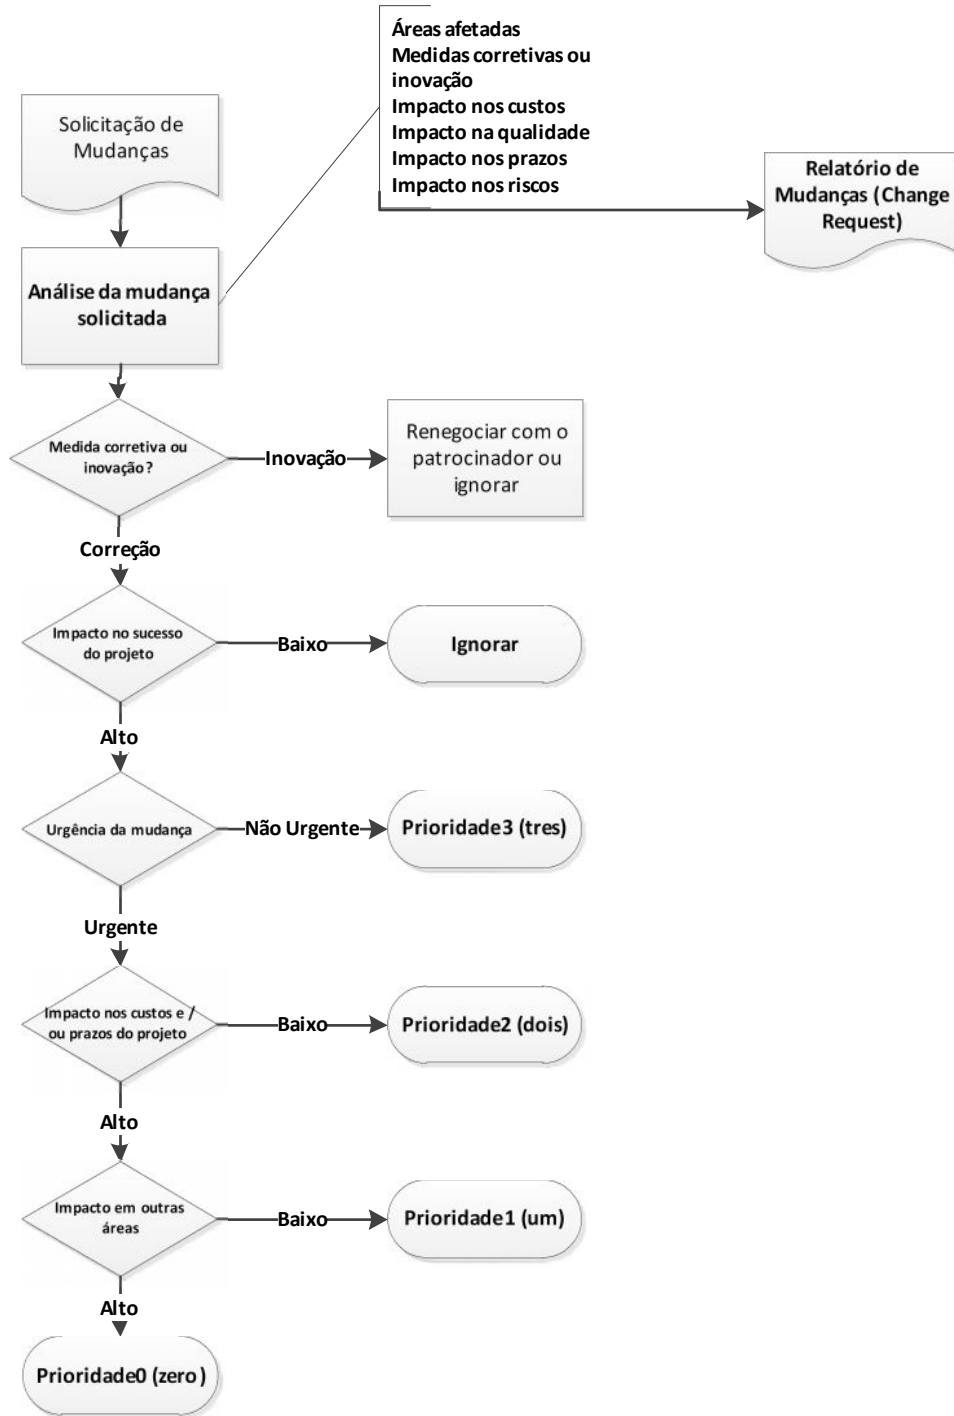 Áreas afetadas
Medidas corretivas ou
inovação
Impacto nos custos
Impacto na qualidade
Impacto nos prazos
Impacto nos riscos
Solicitação de
Mudanças
Relatório de
Mudanças (Change
Request)
Análise da mudança
solicitada
Medida corretiva ou
inovação?
Inovação
Renegociar com o
patrocinador ou
ignorar
Correção
Impacto no sucesso
do projeto
Baixo
Ignorar
Alto
Urgência da mudança
Não Urgente
Prioridade3 (tres)
Urgente
Impacto nos custos e /
ou prazos do projeto
Baixo
Prioridade2 (dois)
Alto
Impacto em outras
áreas
Baixo
Prioridade1 (um)
Alto
Prioridade0 (zero)